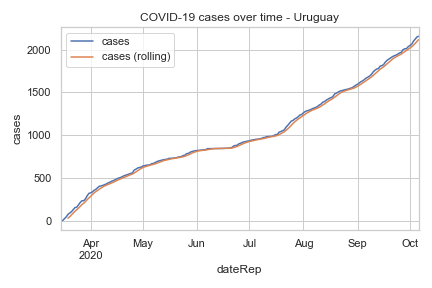 COVID-19 cases over time - Uruguay
cases
cases (rolling)
2000
1500
1000
500
0
cases
Apr May Jun Jul Aug Sep Oct
2020
dateRep